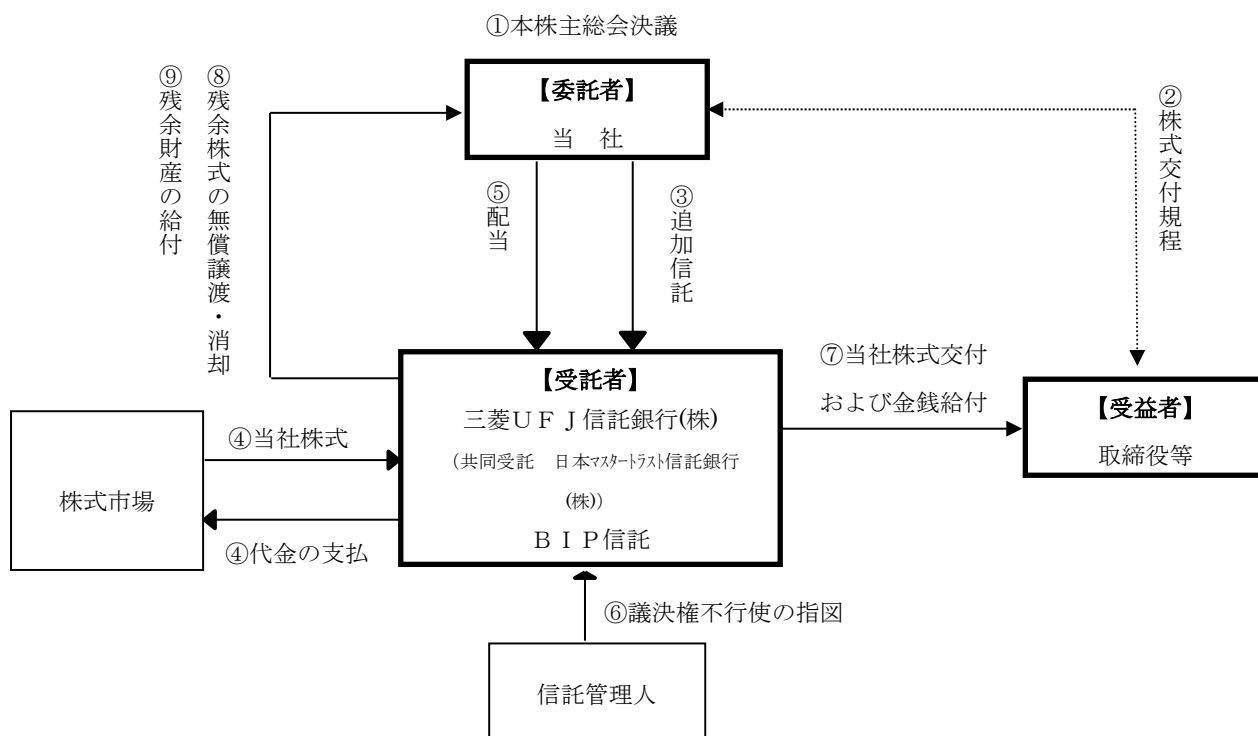 ①本株主総会決議
⑨残余財産の給付
⑧残余株式の無償譲渡・消却
【委託者】
当　社
②株式交付規程
⑤配当
③追加信託
【受託者】
三菱ＵＦＪ信託銀行(株)
（共同受託　日本ﾏｽﾀｰﾄﾗｽﾄ信託銀行
(株)）
ＢＩＰ信託
⑦当社株式交付
および金銭給付
【受益者】
取締役等
④当社株式
株式市場
④代金の支払
⑥議決権不行使の指図
信託管理人